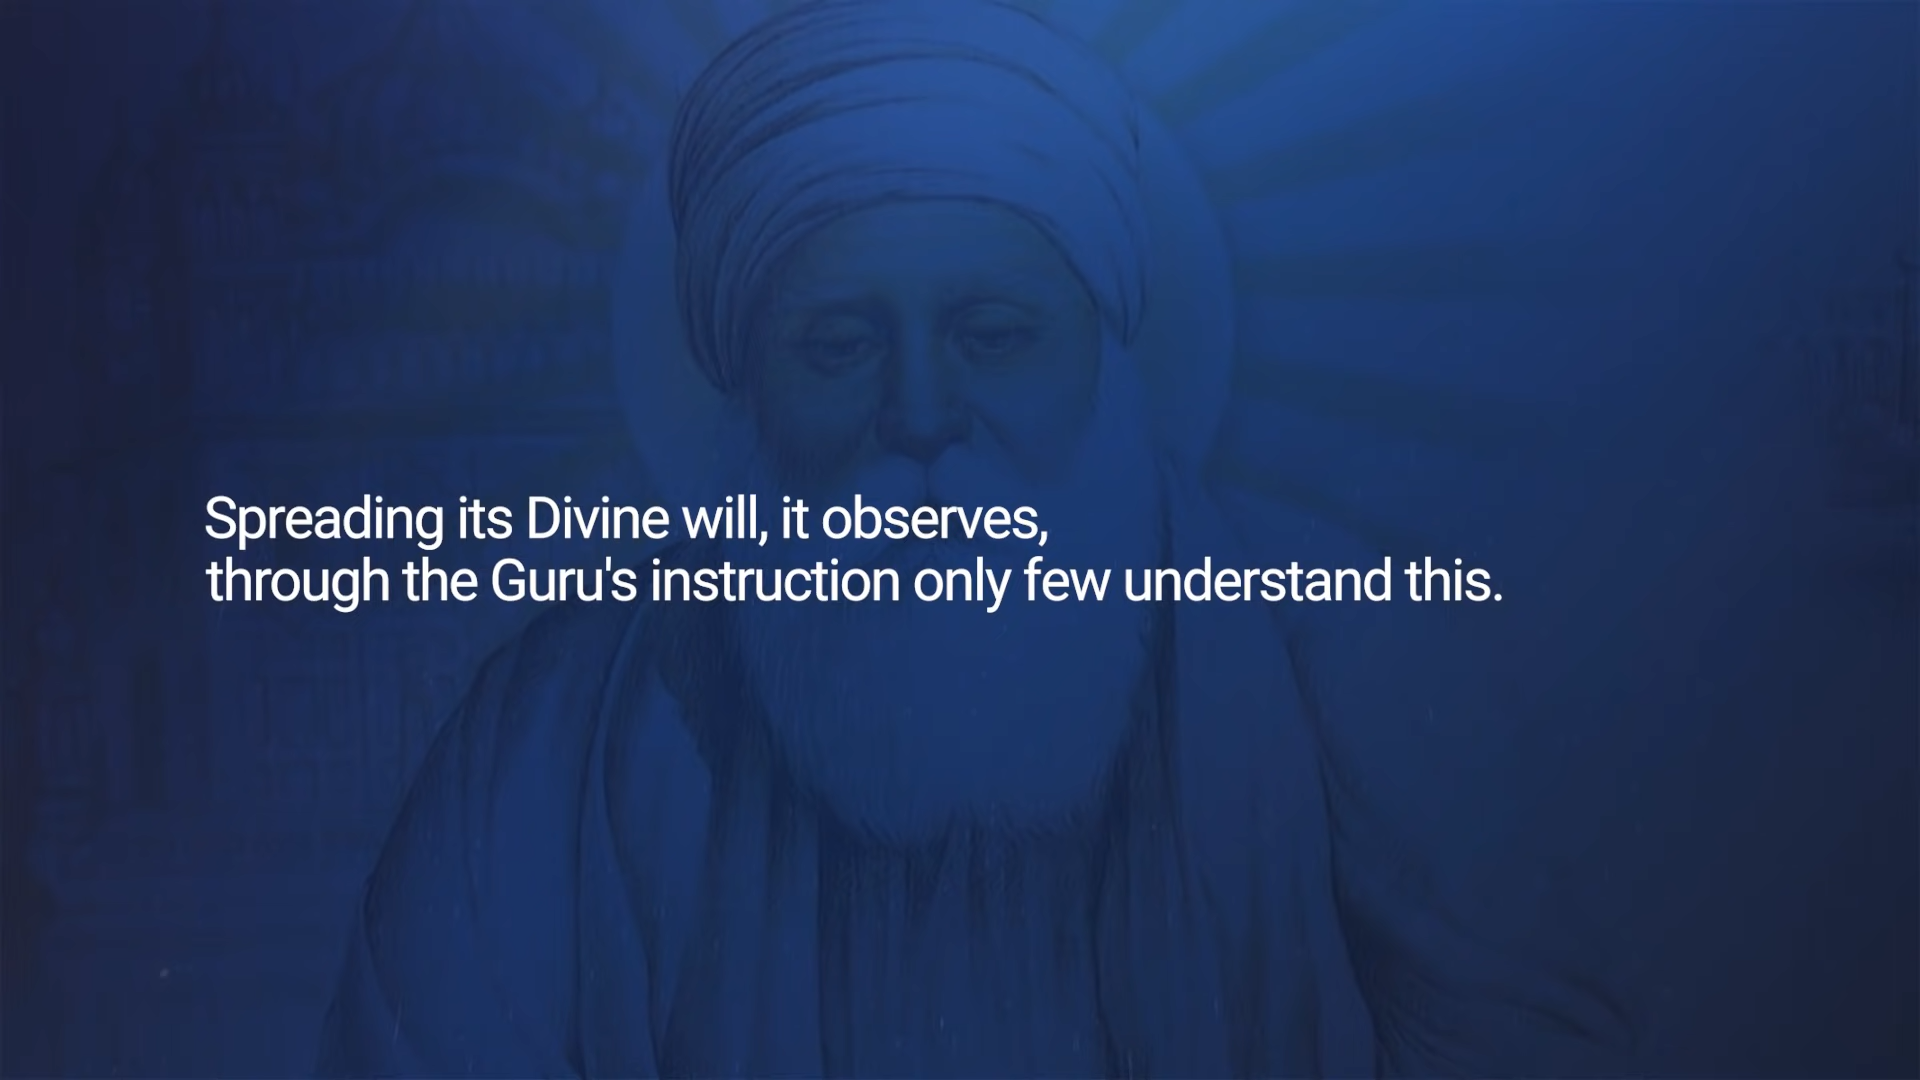 Spreading its Divine will, it observes,
through the Guru's instruction only few understand this.